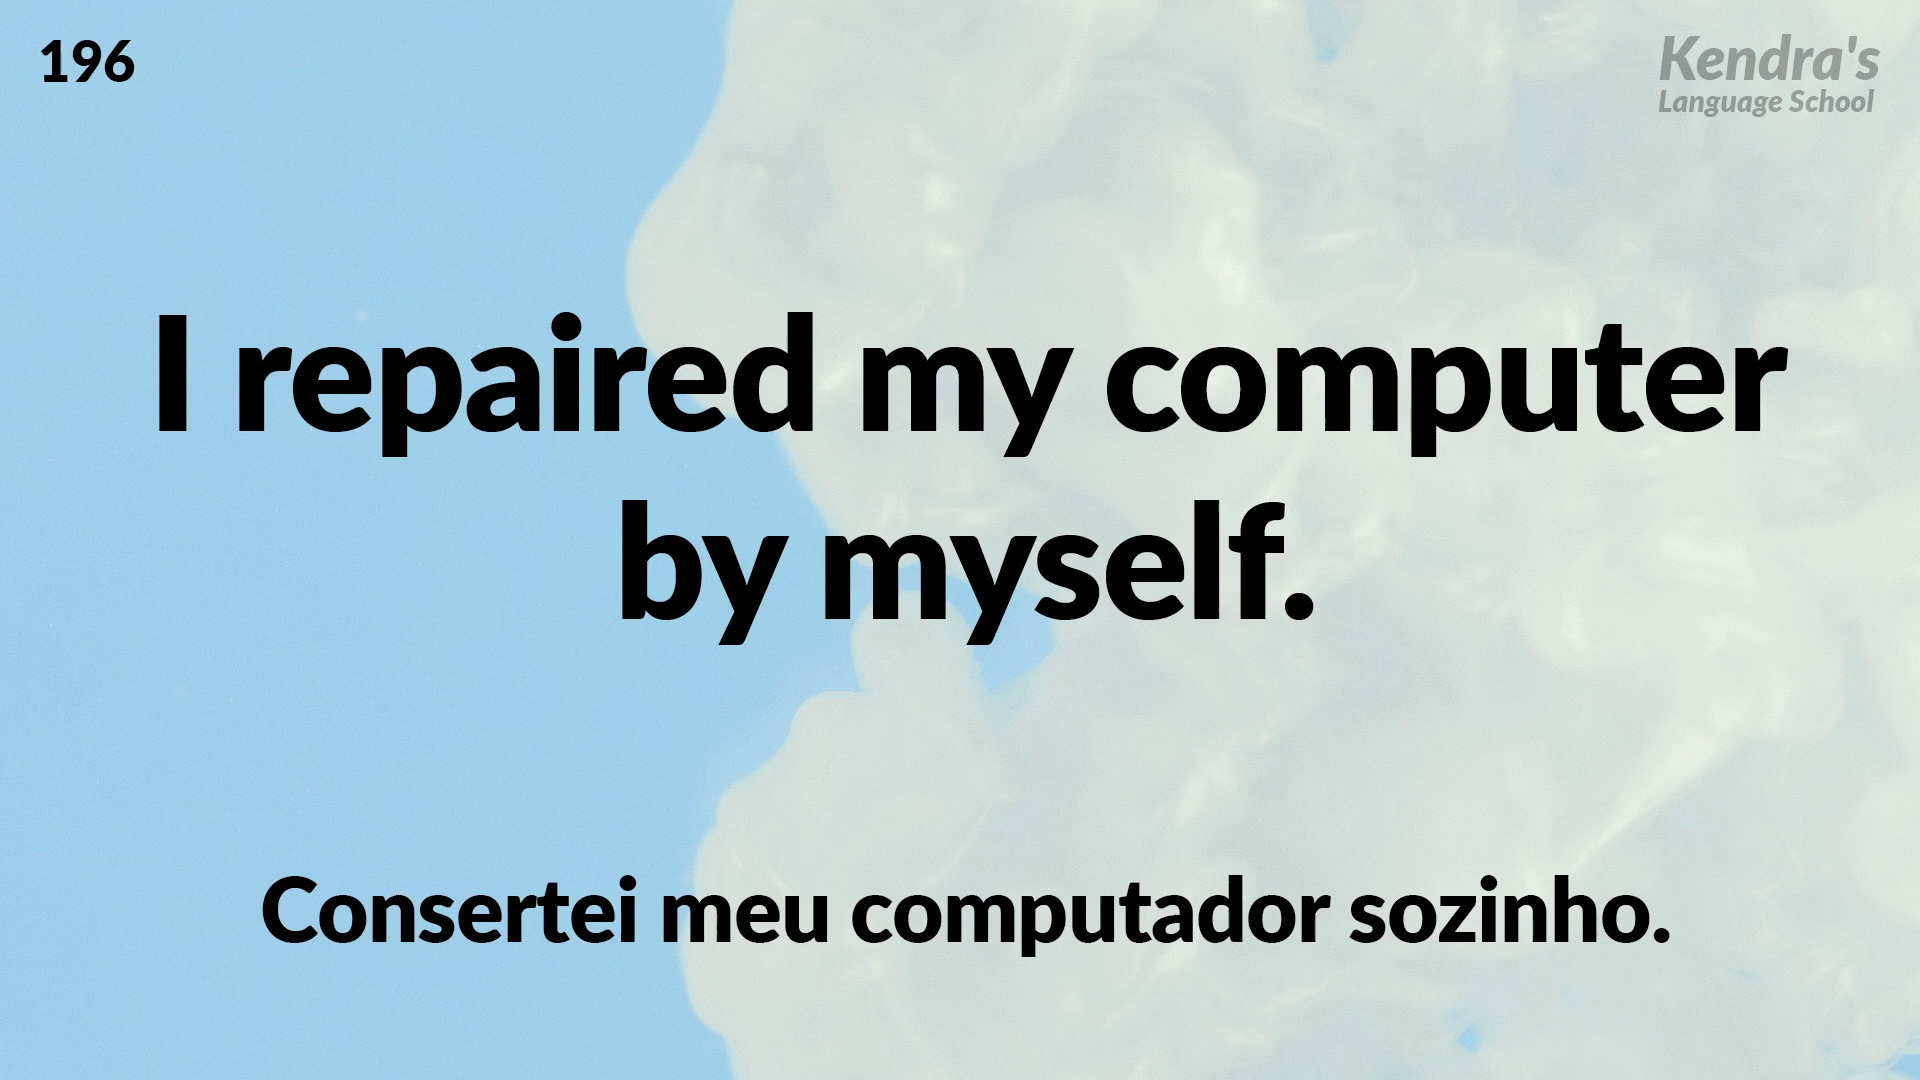 196
Kendra's
Language School
I repaired my computer
by myself.
Consertei meu computador sozinho.